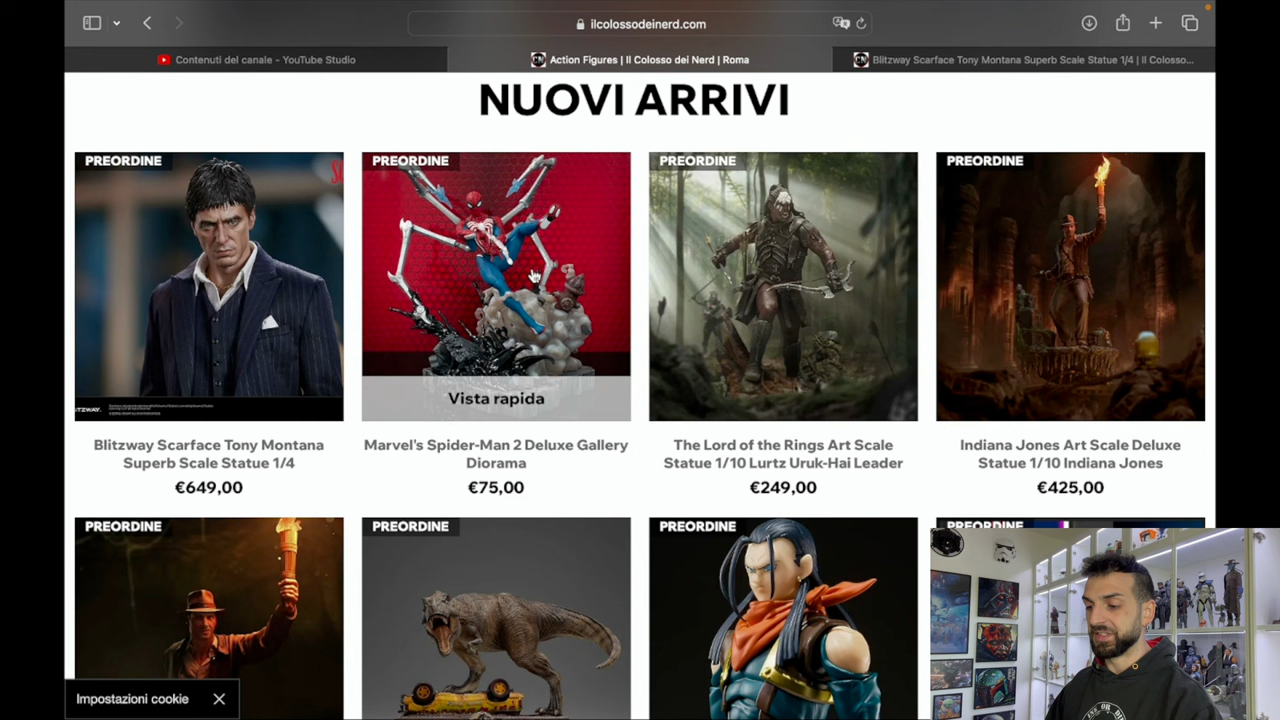 ilcolossodeinerd.com
Contenuti del canale - YouTube Studio
Action Figures | Il Colosso dei Nerd | Roma
Blitzway Scarface Tony Montana Superb Scale Statue 1/4 | Il Colosso...
NUOVI ARRIVI
PREORDINE
PREORDINE
PREORDINE
PREORDINE
Vista rapida
Blitzway Scarface Tony Montana
Superb Scale Statue 1/4
€649,00
Marvel's Spider-Man 2 Deluxe Gallery
Diorama
€75,00
The Lord of the Rings Art Scale
Statue 1/10 Lurtz Uruk-Hai Leader
€249,00
Indiana Jones Art Scale Deluxe
Statue 1/10 Indiana Jones
€425,00
PREORDINE
PREORDINE
PREORDINE
PREORDINE
Impostazioni cookie